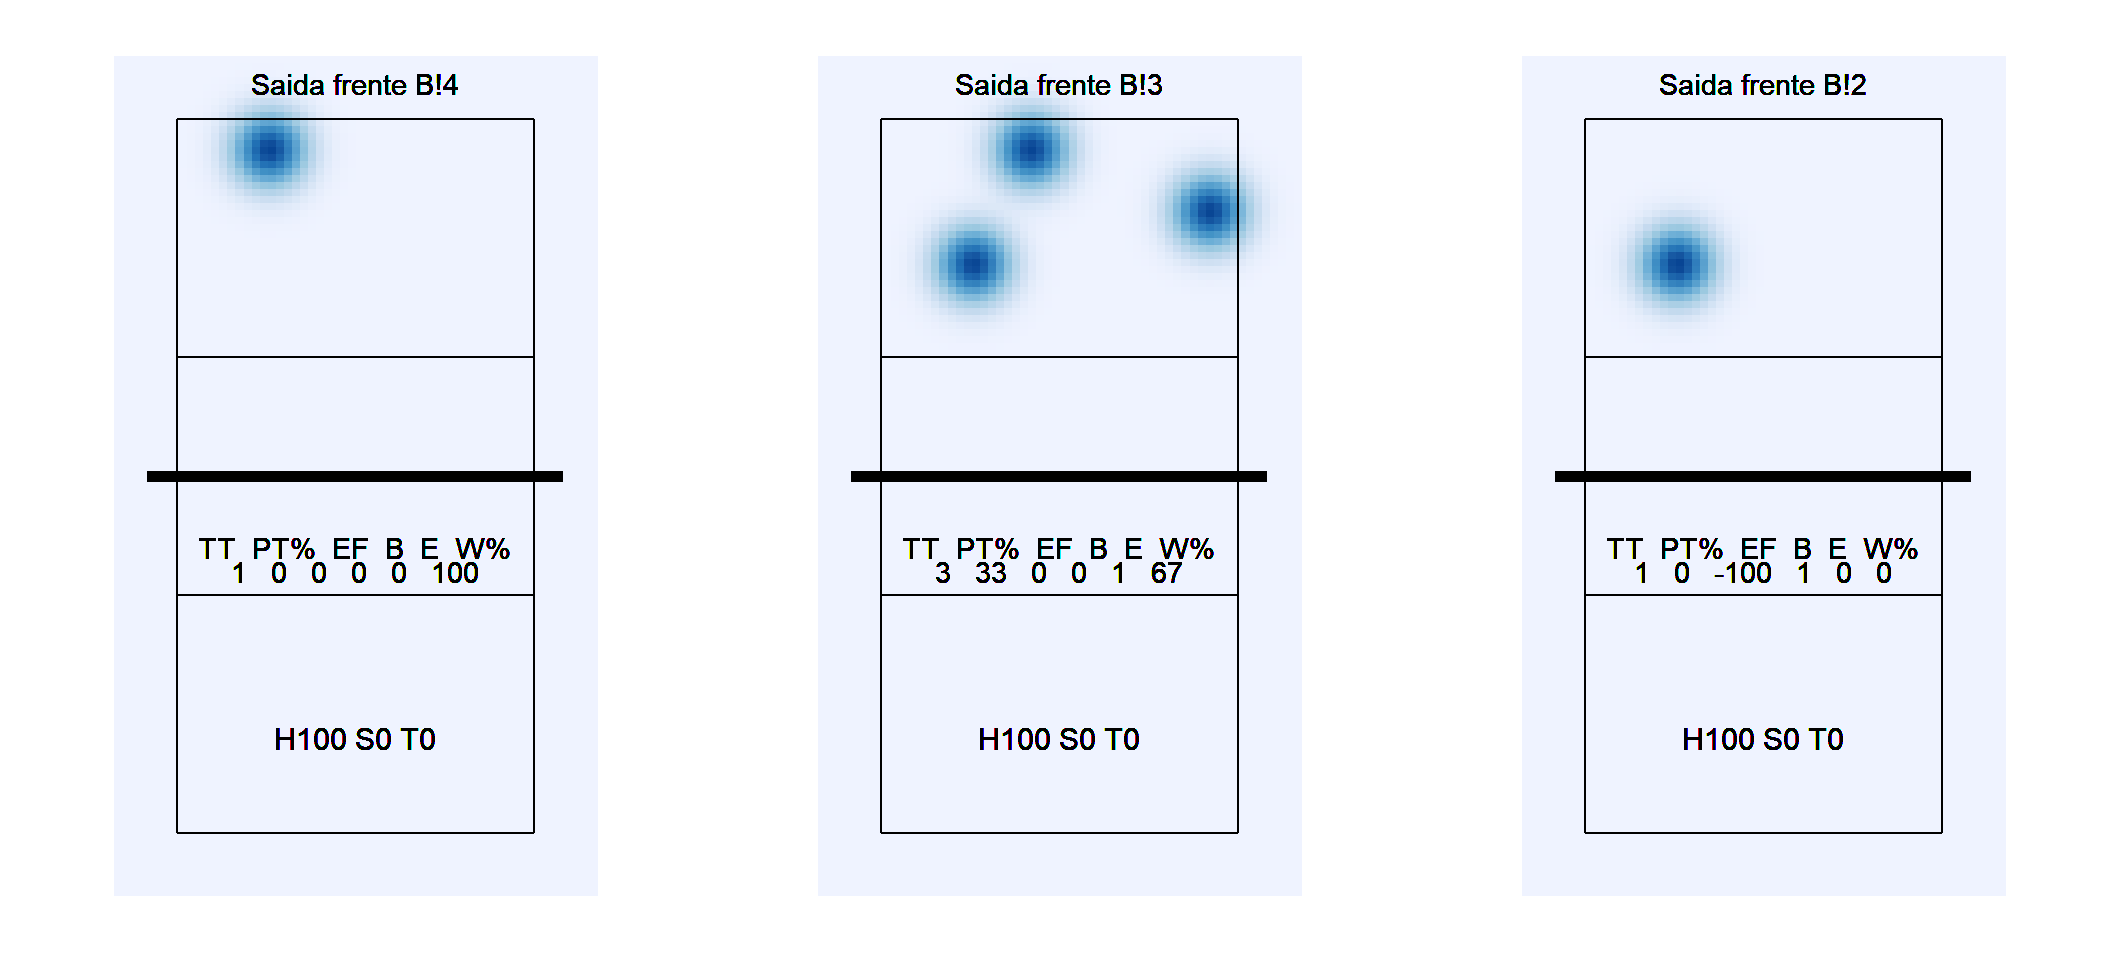 Saida frente B!4
TT PT% EF B E W%
1 0 0 0 0 100
H100 S0 T0
Saida frente B!3
TT PT% EF B E W%
3 33 0 0 1 67
H100 S0 T0
Saida frente B!2
TT PT% EF B E W%
1 0 -100 1 0 0
H100 S0 T0